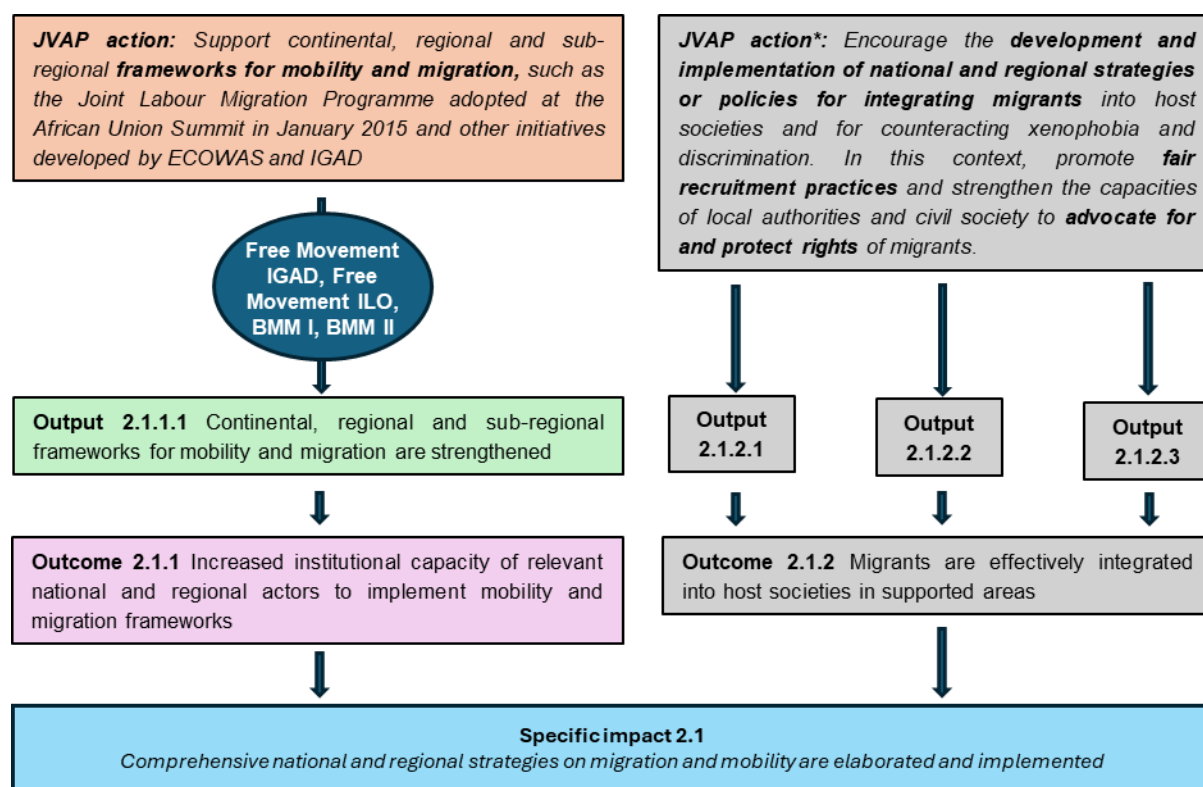 JVAP action: Support continental, regional and sub-
regional frameworks for mobility and migration, such as
the Joint Labour Migration Programme adopted at the
African Union Summit in January 2015 and other initiatives
developed by ECOWAS and IGAD
Free Movement
IGAD, Free
Movement ILO,
BMM I, BMM II
Output 2.1.1.1 Continental, regional and sub-regional
frameworks for mobility and migration are strengthened
Outcome 2.1.1 Increased institutional capacity of relevant
national and regional actors to implement mobility and
migration frameworks
JVAP action*: Encourage the development and
implementation of national and regional strategies
or policies for integrating migrants into host
societies and for counteracting xenophobia and
discrimination. In this context, promote fair
recruitment practices and strengthen the capacities
of local authorities and civil society to advocate for
and protect rights of migrants.
Output
2.1.2.1
Output
2.1.2.2
Output
2.1.2.3
Outcome 2.1.2 Migrants are effectively integrated
into host societies in supported areas
Specific impact 2.1
Comprehensive national and regional strategies on migration and mobility are elaborated and implemented